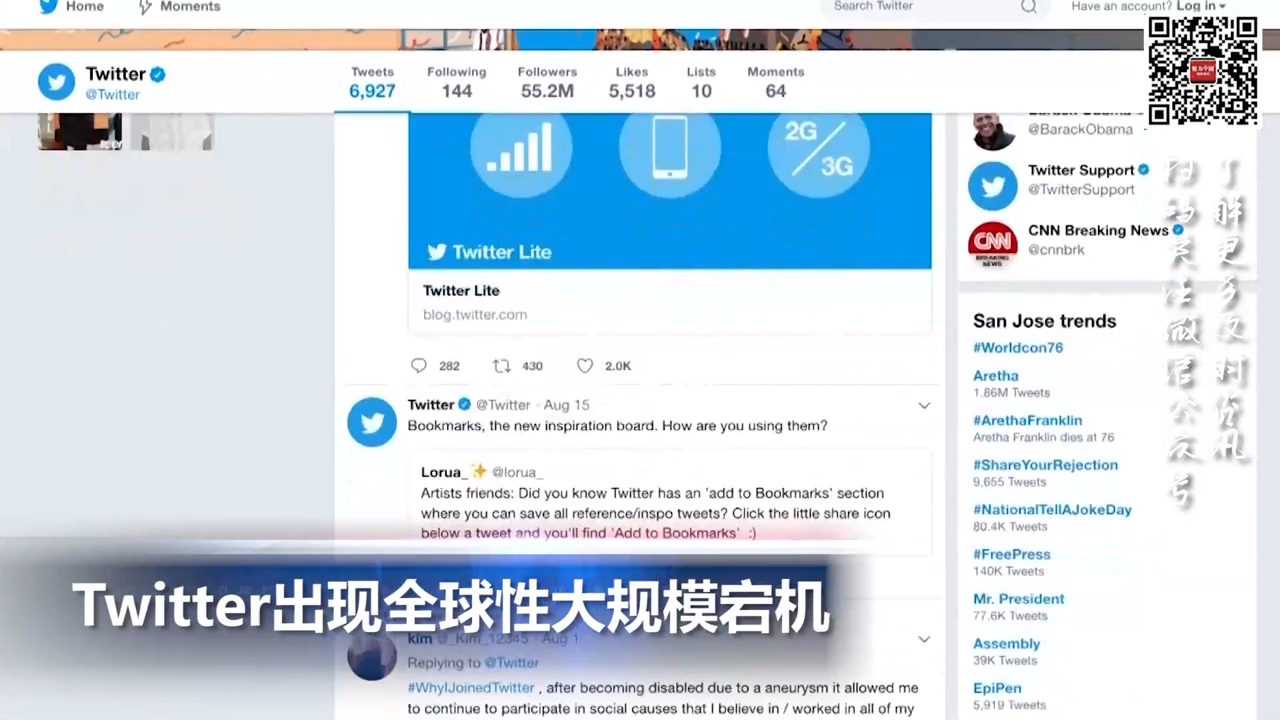 Home
Moments
Search Twitter
Have an account? Log in
Twitter
@Twitter
Tweets
6,927
Following
144
Followers
55.2M
Likes
5,518
Lists
10
Moments
64
2G/3G
Twitter Lite
Twitter Lite
blog.twitter.com
282
430
2.0K
Twitter @Twitter · Aug 15
Bookmarks, the new inspiration board. How are you using them?
Lorua_✨ @lorua_
Artists friends: Did you know Twitter has an 'add to Bookmarks' section
where you can save all reference/inspo tweets? Click the little share icon
below a tweet and you'll find 'Add to Bookmarks' :)
Twitter出现全球性大规模宕机
kim @_Kim_12345 · Aug 1
Replying to @Twitter
#WhyIJoinedTwitter , after becoming disabled due to a aneurysm it allowed me
to continue to participate in social causes that I believe in / worked in all of my
@BarackObama
Twitter Support
@TwitterSupport
CNN Breaking News
@cnnbrk
CNN
BREAKING
NEWS
San Jose trends
#Worldcon76
Aretha
1.86M Tweets
#ArethaFranklin
Aretha Franklin dies at 76
#ShareYourRejection
9,655 Tweets
#NationalTellAJokeDay
80.4K Tweets
#FreePress
140K Tweets
Mr. President
77.6K Tweets
Assembly
39K Tweets
EpiPen
5,919 Tweets
扫码关注微信公众号
了解更多及时资讯